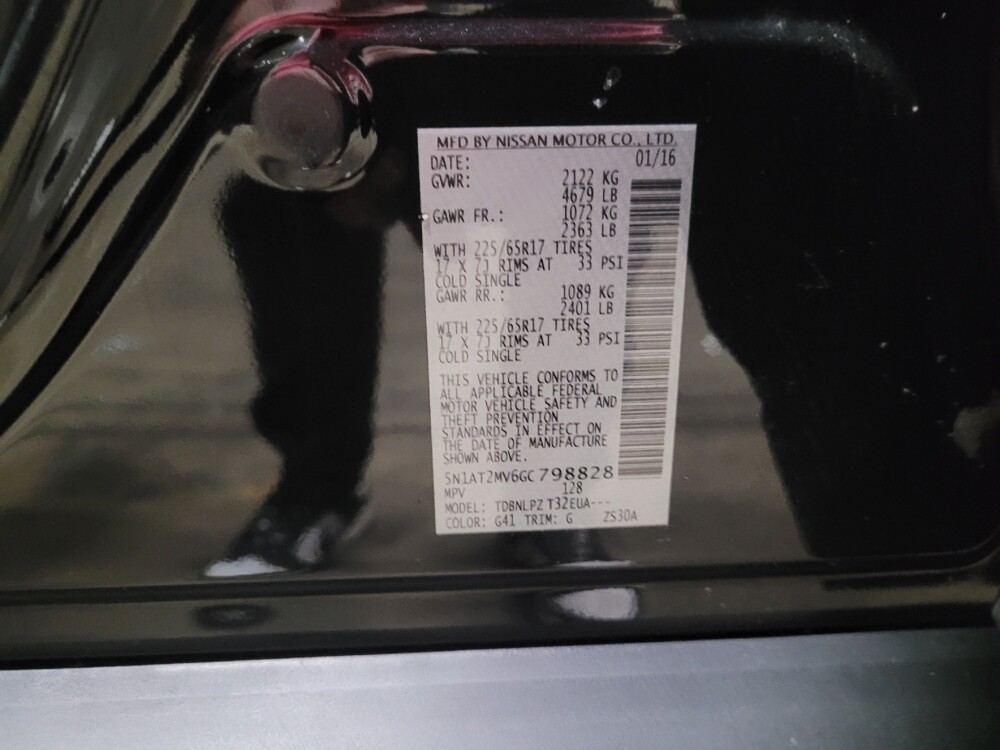 MFD BY NISSAN MOTOR CO., LTD.
DATE: 01/16
GVWR: 2122 KG
4679 LB
GAWR FR.: 1072 KG
2363 LB
WITH 225/65R17 TIRES
17 X 7J RIMS AT 33 PSI
COLD SINGLE
GAWR RR.: 1089 KG
2401 LB
WITH 225/65R17 TIRES
17 X 7J RIMS AT 33 PSI
COLD SINGLE
THIS VEHICLE CONFORMS TO
ALL APPLICABLE FEDERAL
MOTOR VEHICLE SAFETY AND
THEFT PREVENTION
STANDARDS IN EFFECT ON
THE DATE OF MANUFACTURE
SHOWN ABOVE.
5N1AT2MV6GC798828
MPV 128
MODEL: TDBNLPZ T32EUA---
COLOR: G41 TRIM: G ZS30A